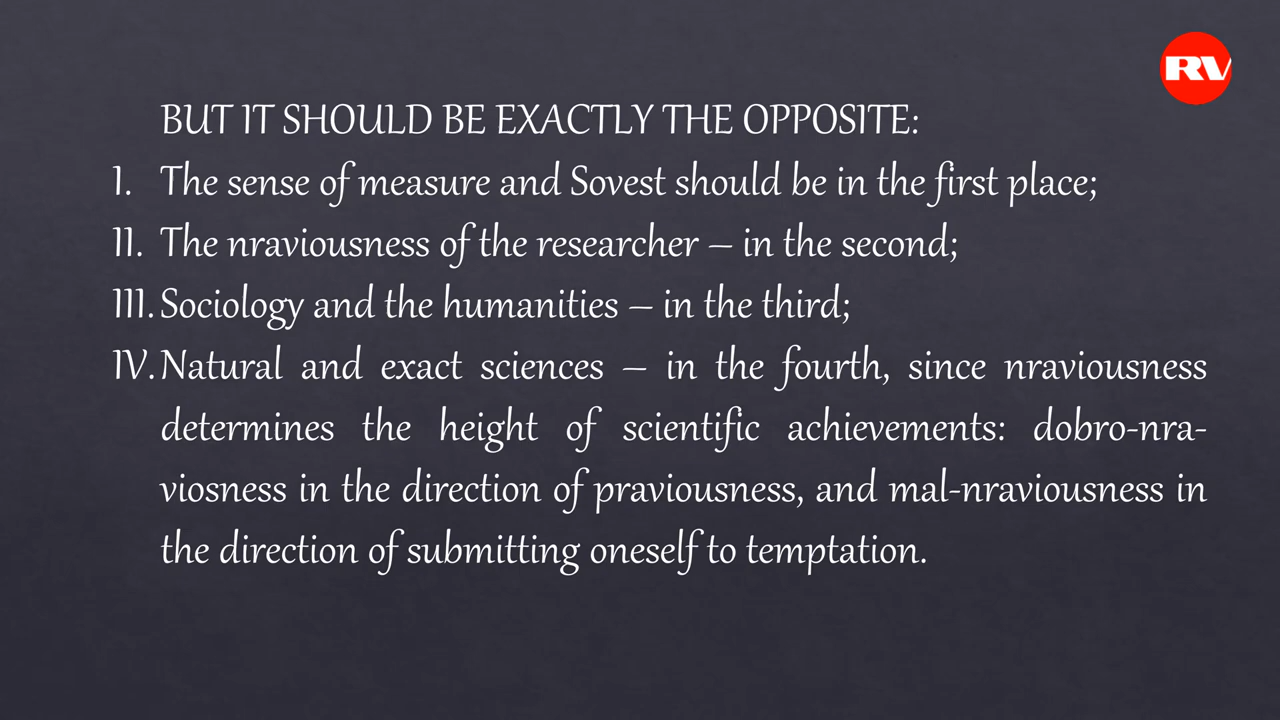 RV
BUT IT SHOULD BE EXACTLY THE OPPOSITE:
I. The sense of measure and Sovest should be in the first place;
II. The nraviousness of the researcher – in the second;
III. Sociology and the humanities – in the third;
IV. Natural and exact sciences – in the fourth, since nraviousness
determines the height of scientific achievements: dobro-nra-
viosness in the direction of praviousness, and mal-nraviousness in
the direction of submitting oneself to temptation.